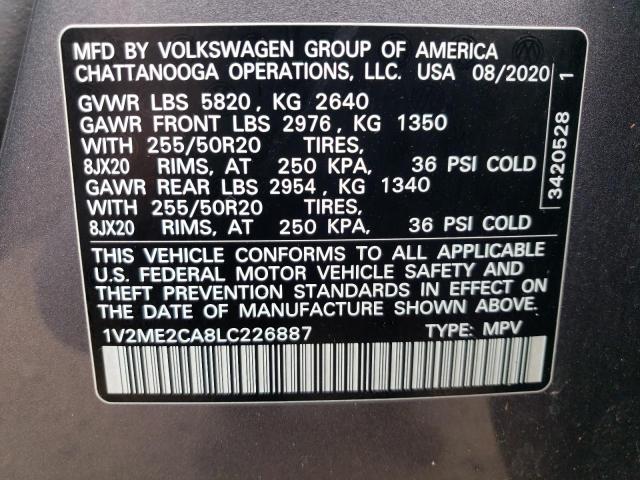 MFD BY VOLKSWAGEN GROUP OF AMERICA
CHATTANOOGA OPERATIONS, LLC. USA 08/2020
GVWR LBS 5820, KG 2640
GAWR FRONT LBS 2976, KG 1350
WITH 255/50R20 TIRES,
8JX20 RIMS, AT 250 KPA, 36 PSI COLD
GAWR REAR LBS 2954, KG 1340
WITH 255/50R20 TIRES,
8JX20 RIMS, AT 250 KPA, 36 PSI COLD
THIS VEHICLE CONFORMS TO ALL APPLICABLE
U.S. FEDERAL MOTOR VEHICLE SAFETY AND
THEFT PREVENTION STANDARDS IN EFFECT ON
THE DATE OF MANUFACTURE SHOWN ABOVE.
1V2ME2CA8LC226887 TYPE: MPV
3420528 1